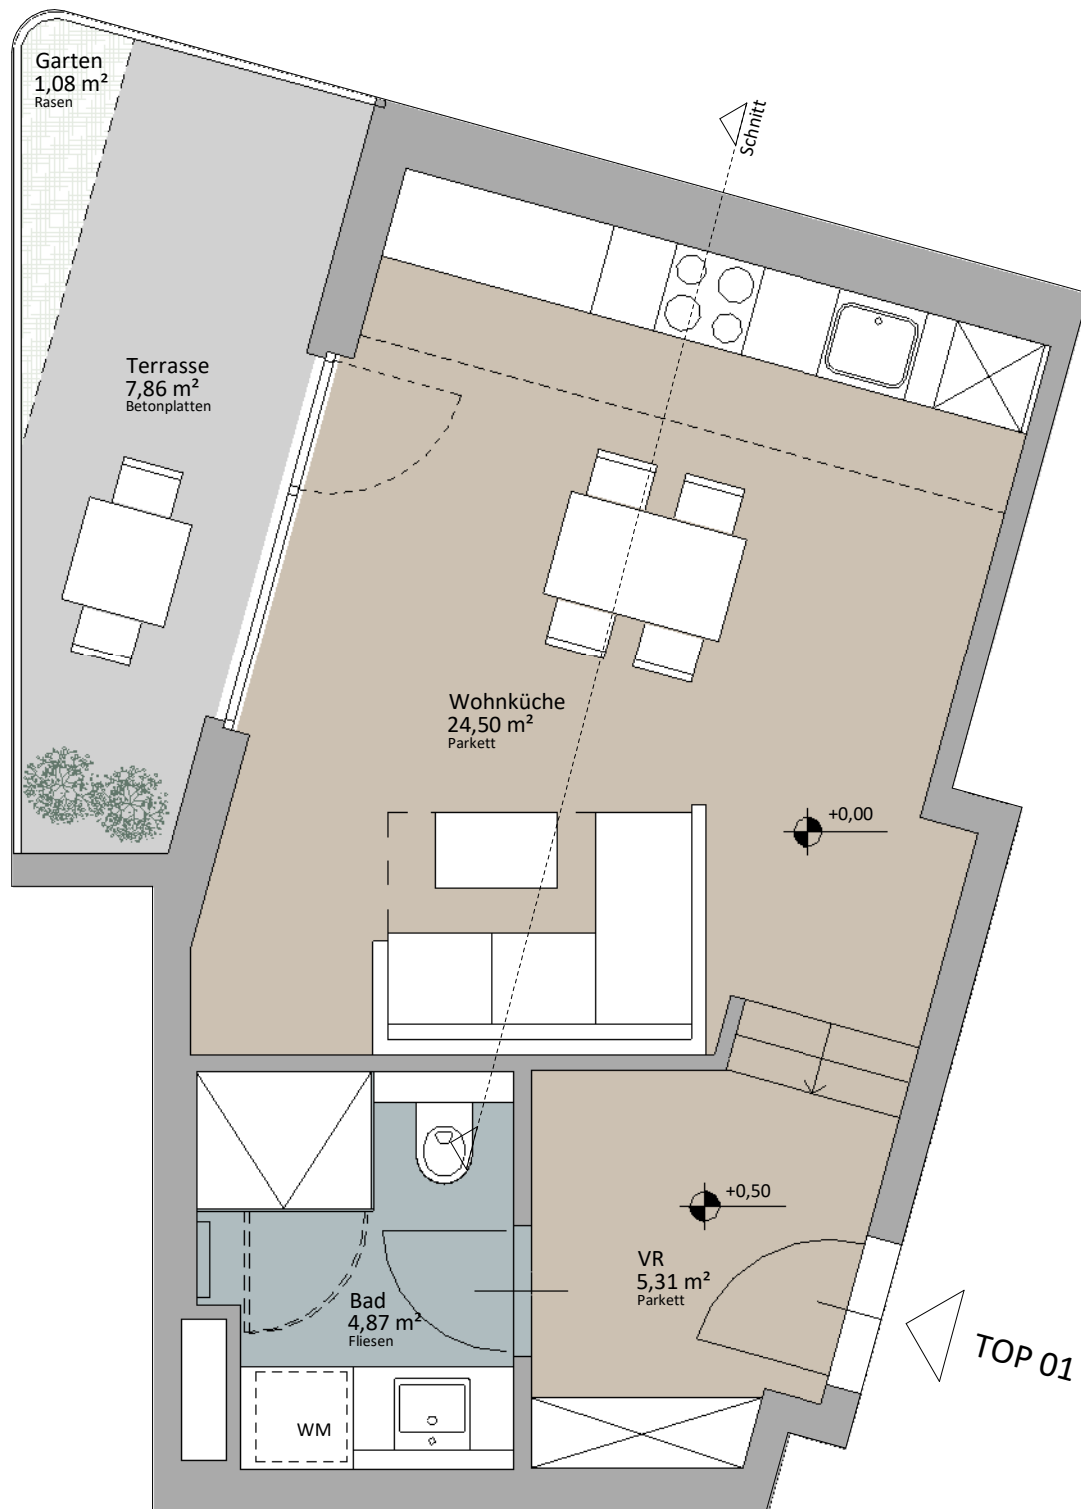 Garten
1,08 m²
Rasen
Schnitt
Terrasse
7,86 m²
Betonplatten
Wohnküche
24,50 m²
Parkett
+0,00
+0,50
VR
5,31 m²
Parkett
Bad
4,87 m²
Fliesen
TOP 01
WM